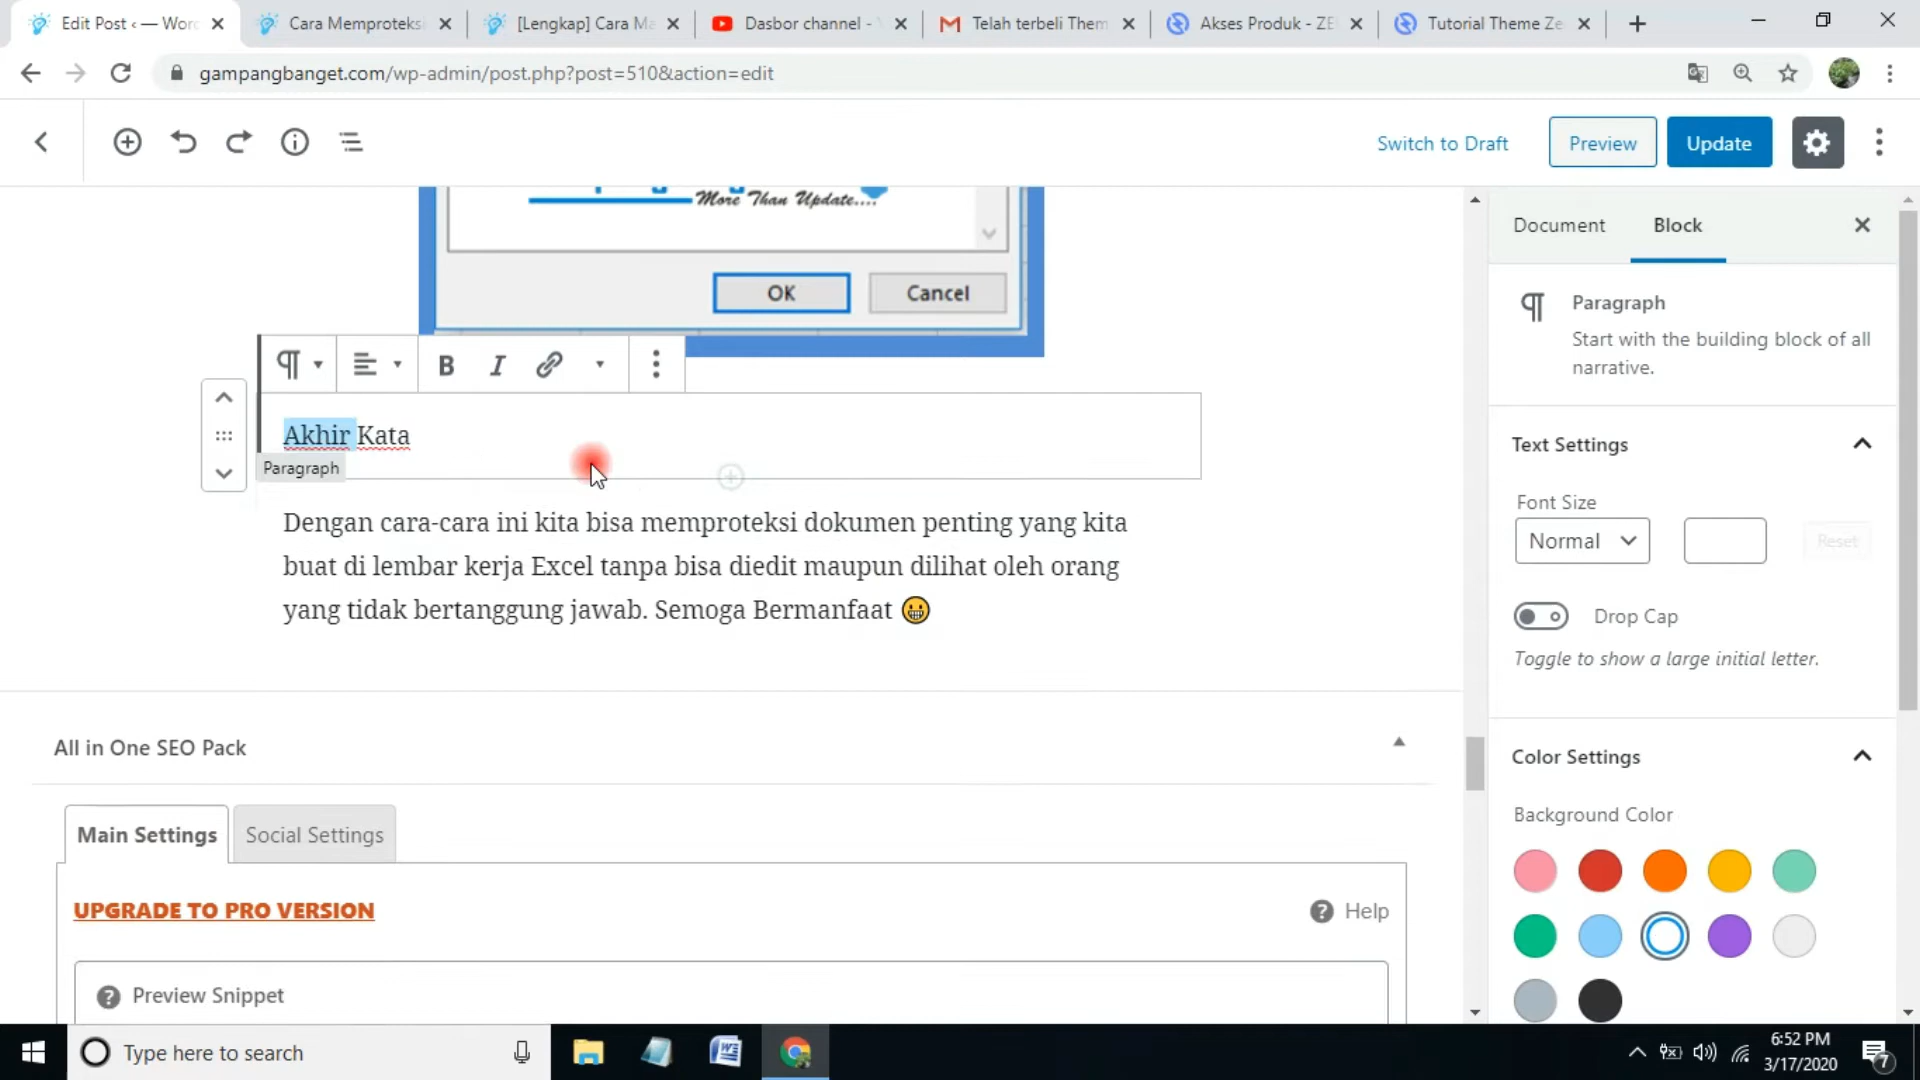 Edit Post ‹ — Word
Cara Memproteksi
[Lengkap] Cara Me
Dasbor channel -
Telah terbeli Them
Akses Produk - ZE
Tutorial Theme Ze
gampangbanget.com/wp-admin/post.php?post=510&action=edit
Switch to Draft
Preview
Update
More Than Update....
OK
Cancel
Akhir Kata
Paragraph
Dengan cara-cara ini kita bisa memproteksi dokumen penting yang kita
buat di lembar kerja Excel tanpa bisa diedit maupun dilihat oleh orang
yang tidak bertanggung jawab. Semoga Bermanfaat 😀
All in One SEO Pack
Main Settings
Social Settings
UPGRADE TO PRO VERSION
Help
Preview Snippet
Document
Block
Paragraph
Start with the building block of all
narrative.
Text Settings
Font Size
Normal
Reset
Drop Cap
Toggle to show a large initial letter.
Color Settings
Background Color
Type here to search
6:52 PM
3/17/2020
7